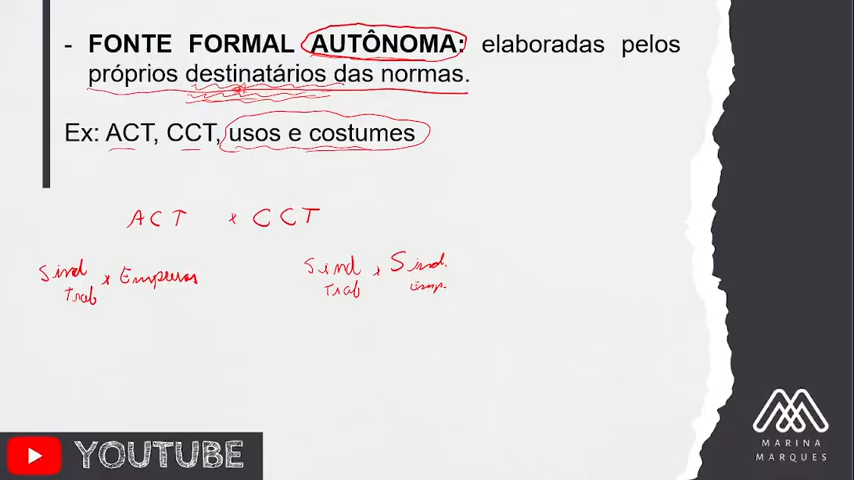 - FONTE FORMAL AUTÔNOMA: elaboradas pelos
próprios destinatários das normas.
Ex: ACT, CCT, usos e costumes
ACT x CCT
Sind x Empresas Sind x Sind.
Trab Trab Emp.
YOUTUBE
MARINA
MARQUES